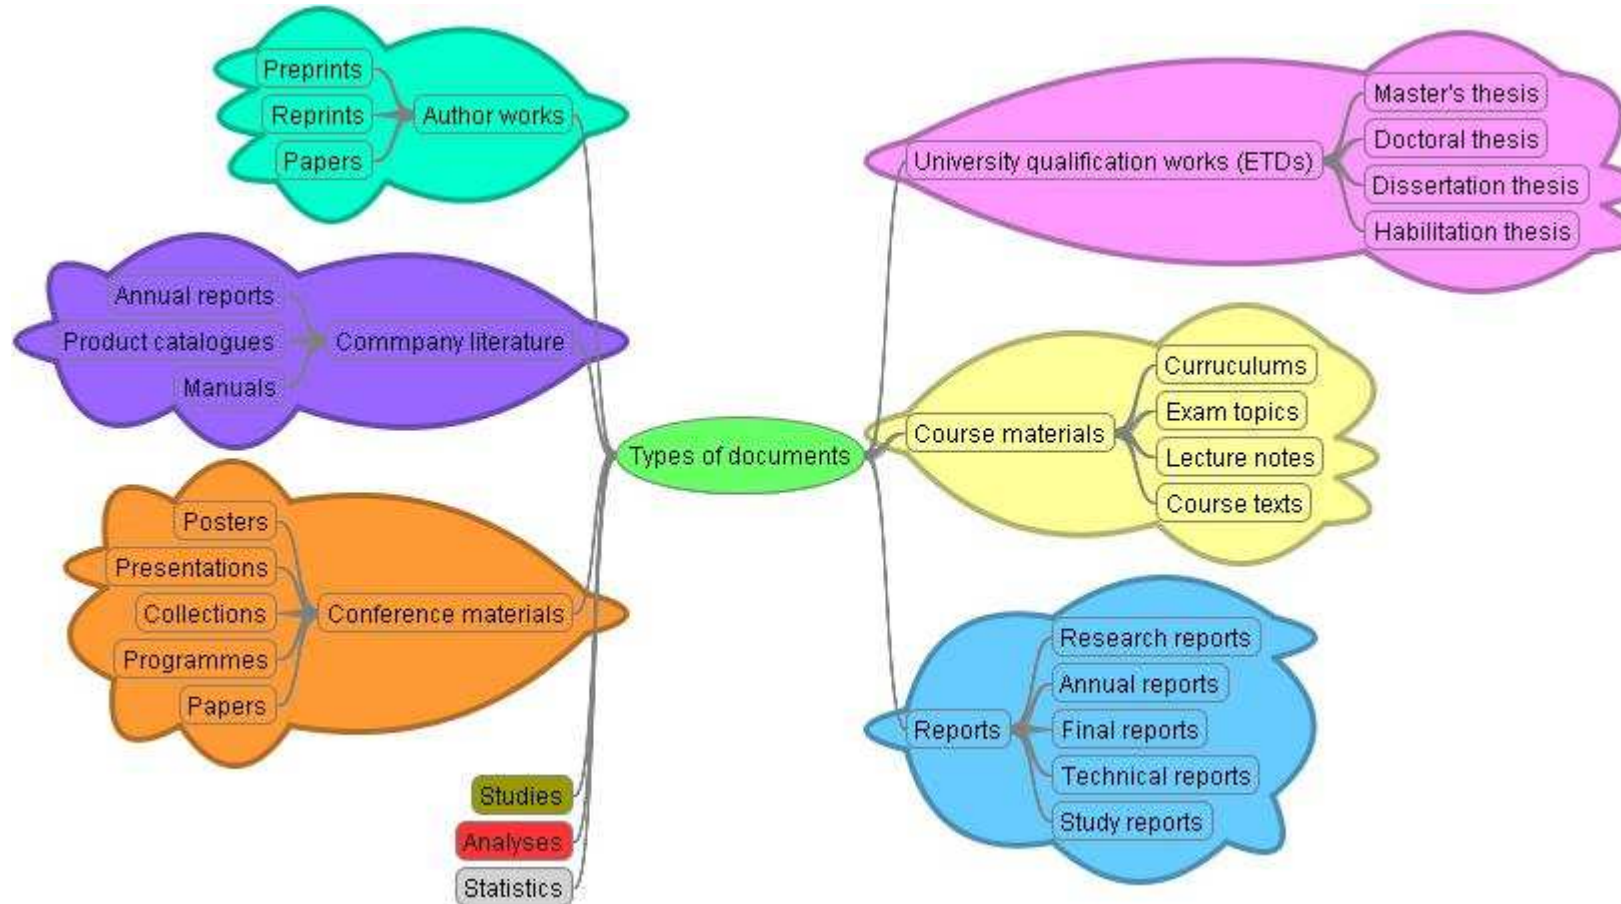 Preprints
Reprints
Papers
Author works
Annual reports
Product catalogues
Manuals
Commpany literature
Posters
Presentations
Collections
Programmes
Papers
Conference materials
Studies
Analyses
Statistics
Types of documents
University qualification works (ETDs)
Master's thesis
Doctoral thesis
Dissertation thesis
Habilitation thesis
Course materials
Curruculums
Exam topics
Lecture notes
Course texts
Reports
Research reports
Annual reports
Final reports
Technical reports
Study reports